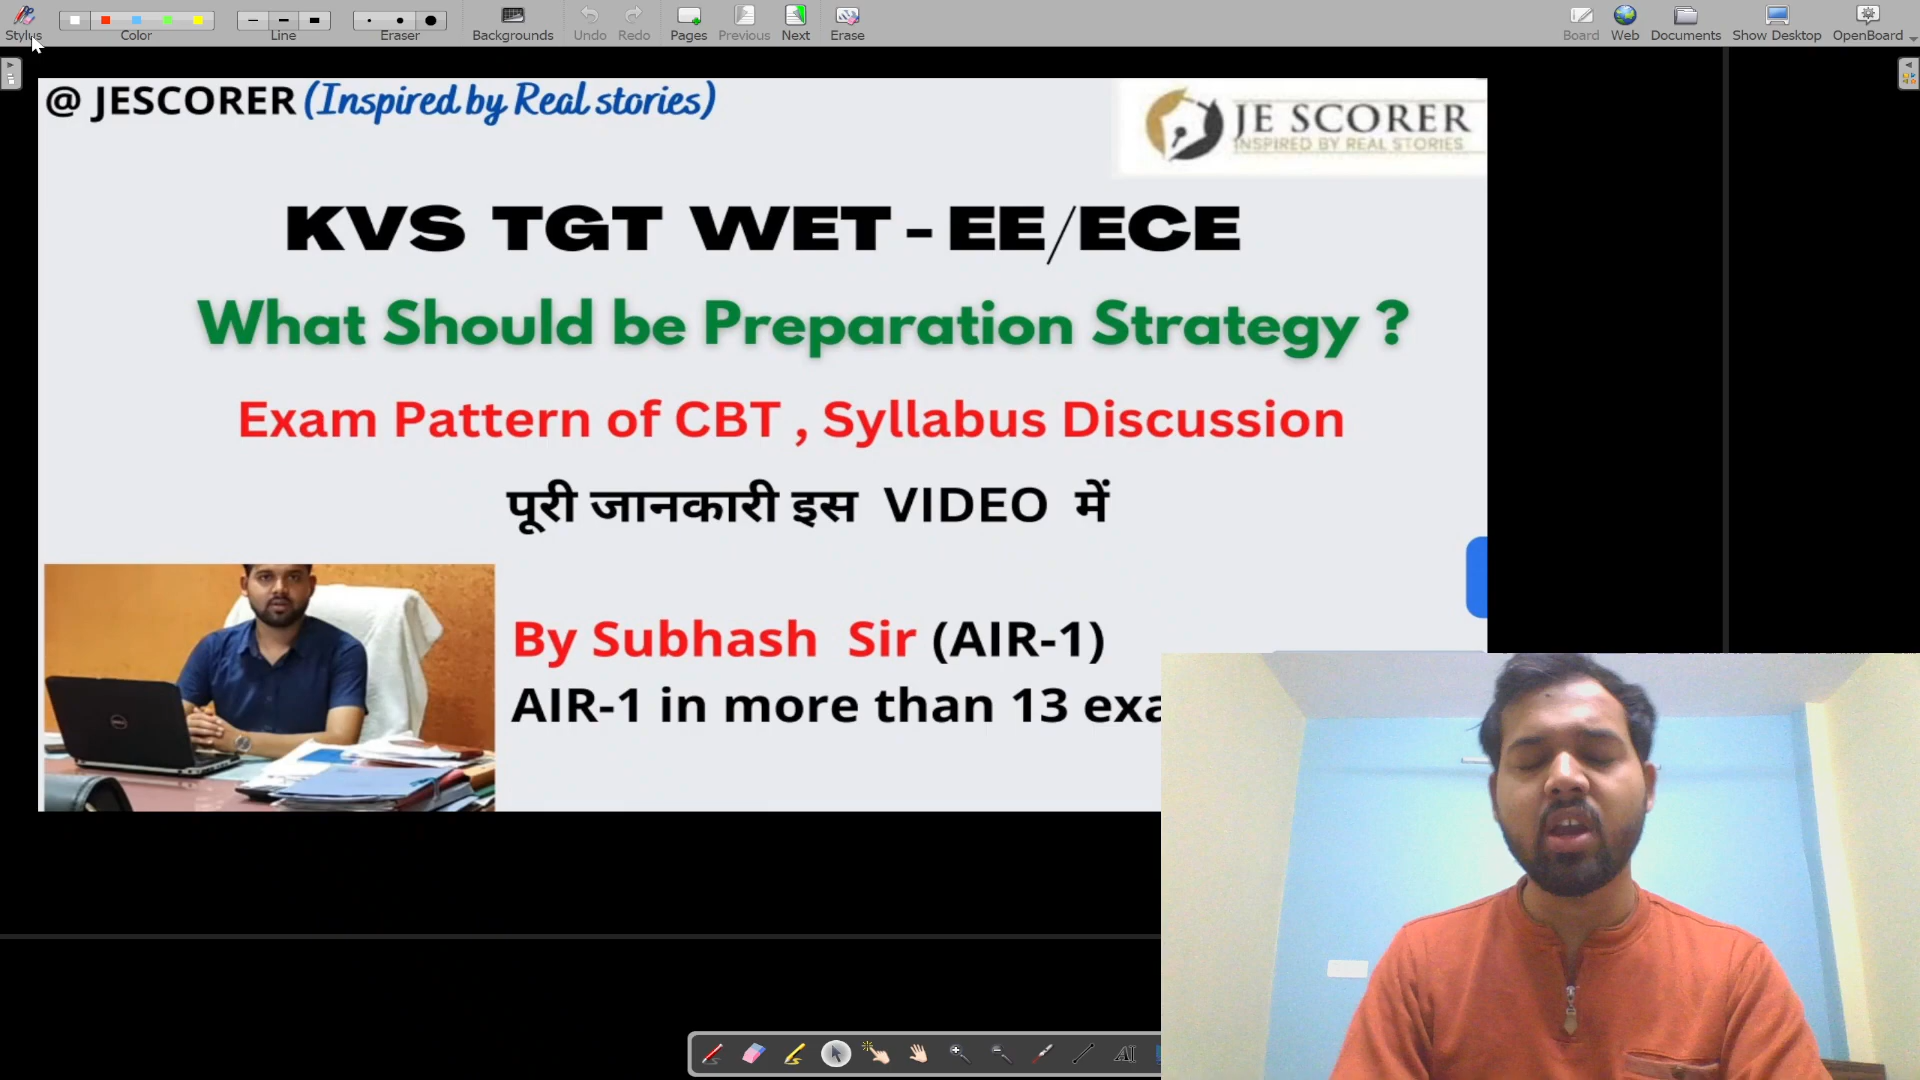 Stylus
Color
Line
Eraser
Backgrounds
Undo
Redo
Pages
Previous
Next
Erase
Board
Web
Documents
Show Desktop
OpenBoard
@ JESCORER (Inspired by Real stories)
JE SCORER
INSPIRED BY REAL STORIES
KVS TGT WET - EE/ECE
What Should be Preparation Strategy ?
Exam Pattern of CBT , Syllabus Discussion
पूरी जानकारी इस VIDEO में
By Subhash Sir (AIR-1)
AIR-1 in more than 13 exa